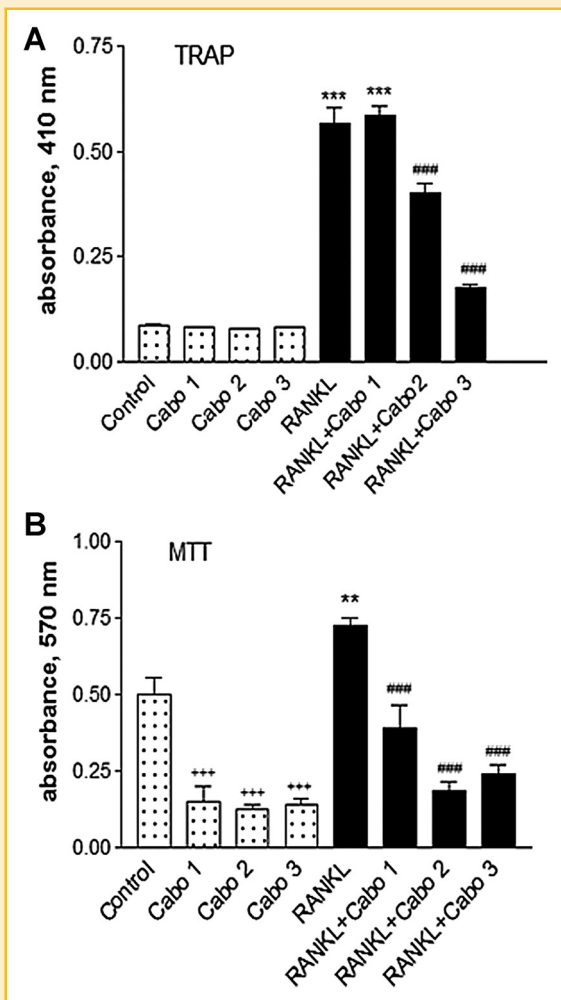 A
TRAP
absorbance, 410 nm
0.75
0.50
0.25
0.00
***
***
###
###
Control
Cabo 1
Cabo 2
Cabo 3
RANKL
RANKL+Cabo 1
RANKL+Cabo2
RANKL+Cabo 3
B
MTT
absorbance, 570 nm
1.00
0.75
0.50
0.25
0.00
+++
+++
+++
**
###
###
###
Control
Cabo 1
Cabo 2
Cabo 3
RANKL
RANKL+Cabo 1
RANKL+Cabo 2
RANKL+Cabo 3